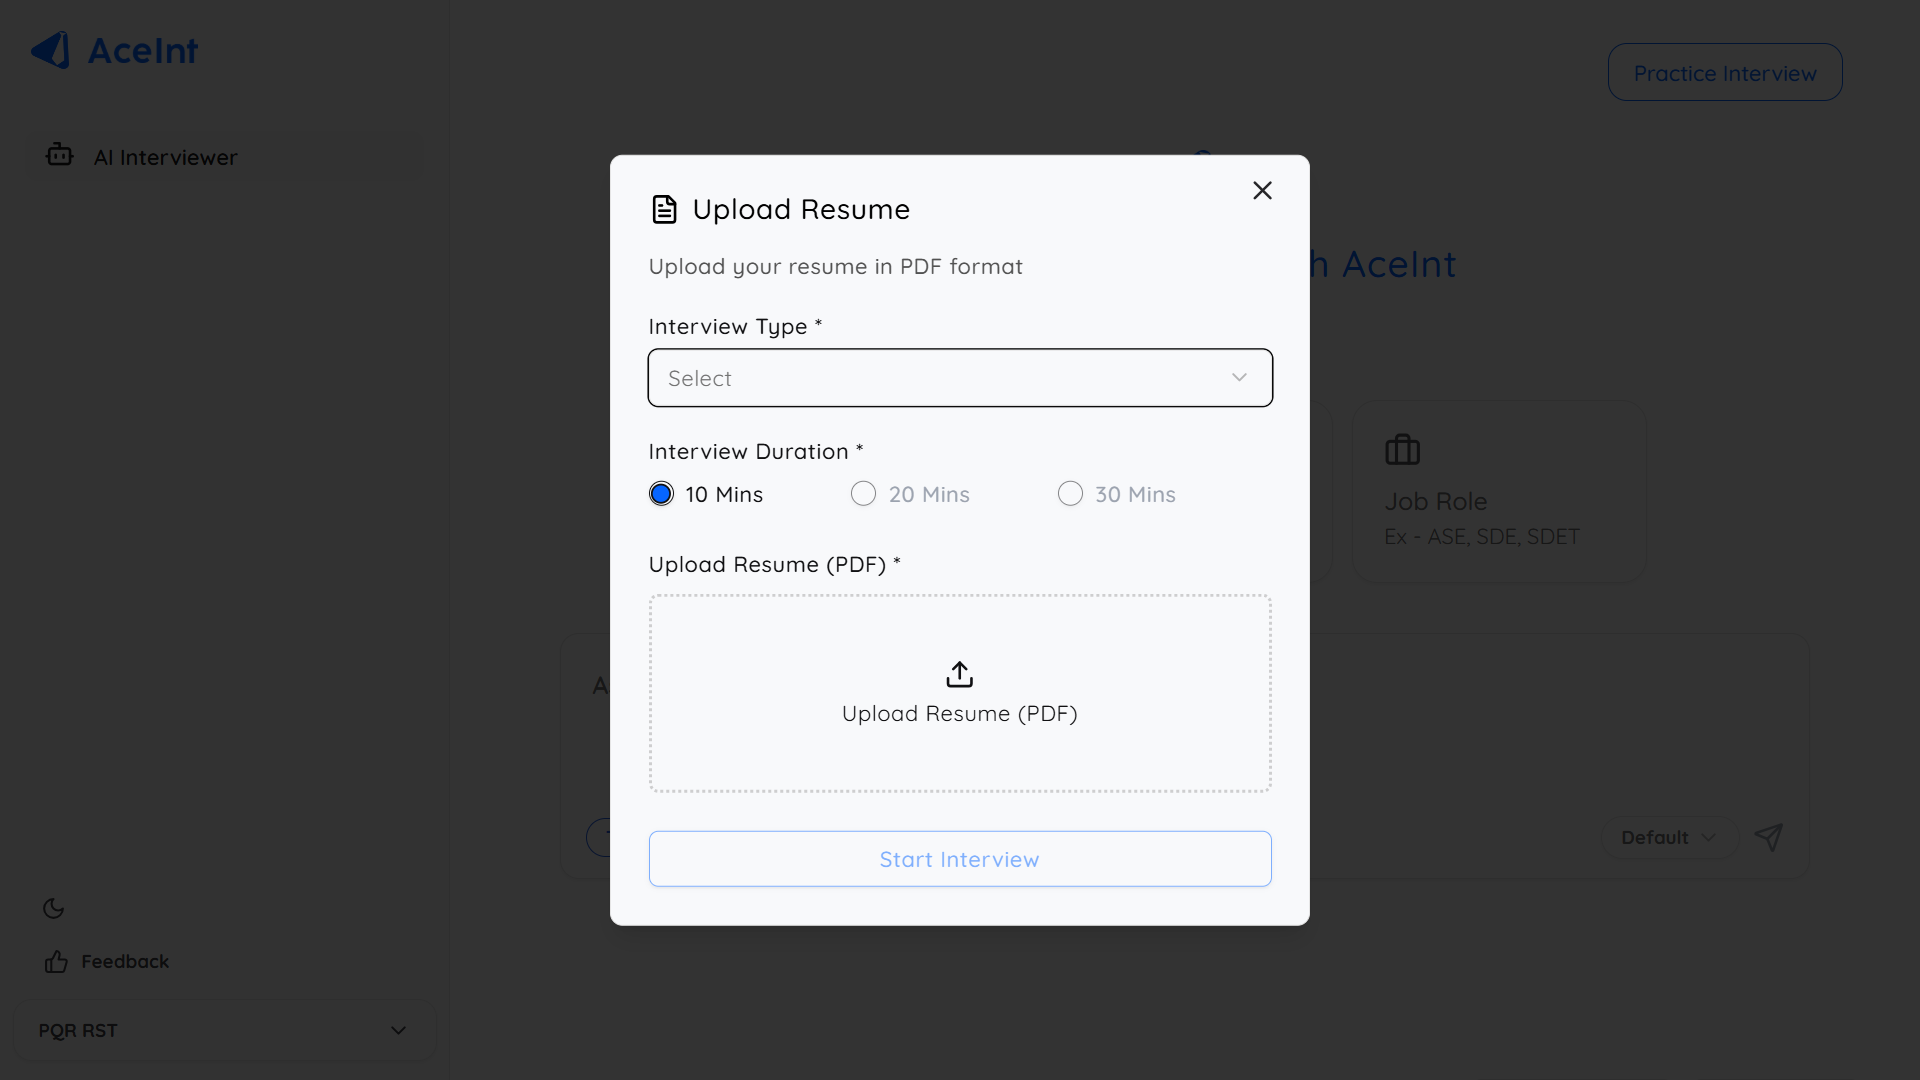 AceInt
Practice Interview
AI Interviewer
Upload Resume
Upload your resume in PDF format
AceInt
Interview Type *
Select
Interview Duration *
10 Mins
20 Mins
30 Mins
Job Role
Ex - ASE, SDE, SDET
Upload Resume (PDF) *
Upload Resume (PDF)
Default
Start Interview
Feedback
PQR RST